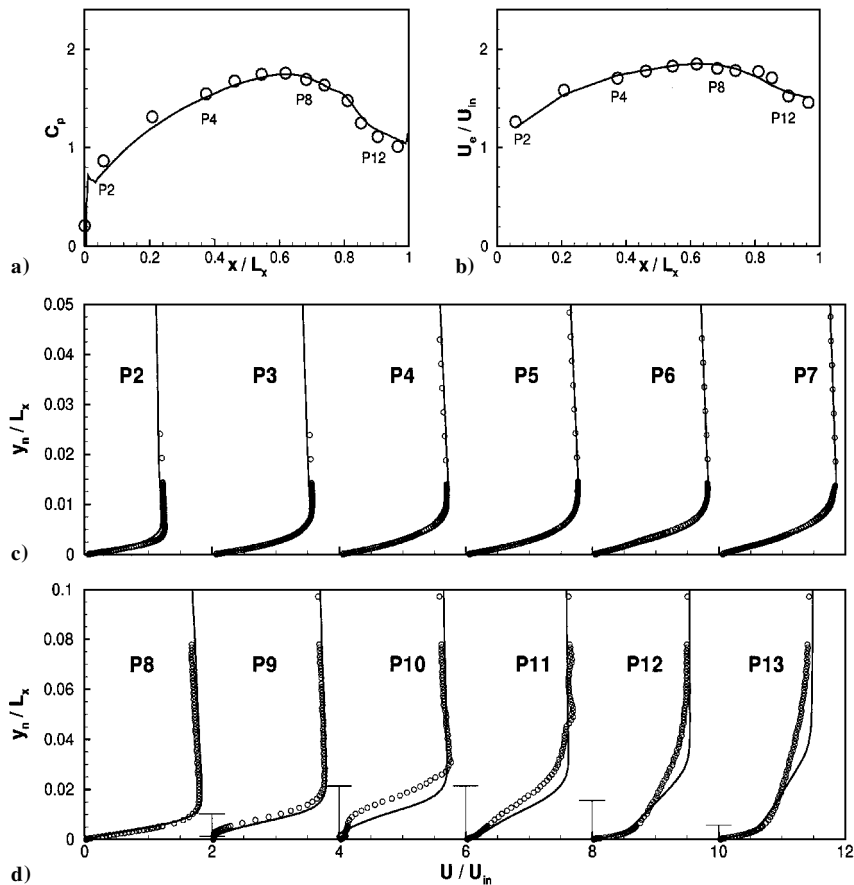 2
1
0
C_p
P2
P4
P8
P12
0 0.2 0.4 0.6 0.8 1
x / L_x
a)
2
1
0
U_e / U_in
P2
P4
P8
P12
0 0.2 0.4 0.6 0.8 1
x / L_x
b)
0.05
0.04
0.03
0.02
0.01
0
y_n / L_x
P2 P3 P4 P5 P6 P7
c)
0.1
0.08
0.06
0.04
0.02
0
y_n / L_x
P8 P9 P10 P11 P12 P13
0 2 4 6 8 10 12
U / U_in
d)